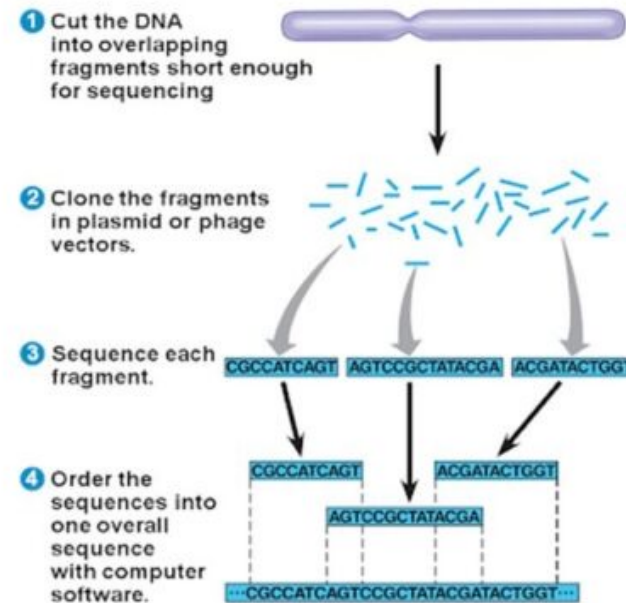 1 Cut the DNA
into overlapping
fragments short enough
for sequencing
2 Clone the fragments
in plasmid or phage
vectors.
3 Sequence each
fragment.
CGCCATCAGT AGTCCGCTATACGA ACGATACTGGT
4 Order the
sequences into
one overall
sequence
with computer
software.
CGCCATCAGT ACGATACTGGT
AGTCCGCTATACGA
···CGCCATCAGTCCGCTATACGATACTGGT···